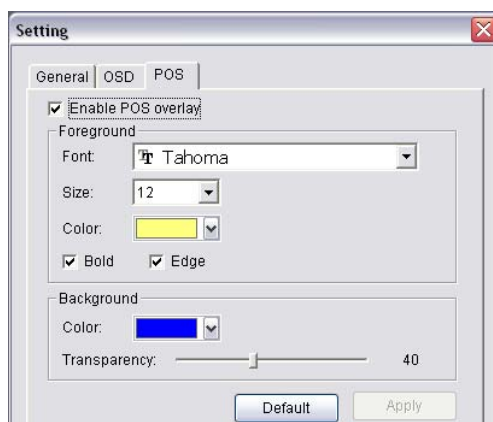 Setting
General OSD POS
Enable POS overlay
Foreground
Font: Tahoma
Size: 12
Color:
Bold Edge
Background
Color:
Transparency: 40
Default Apply